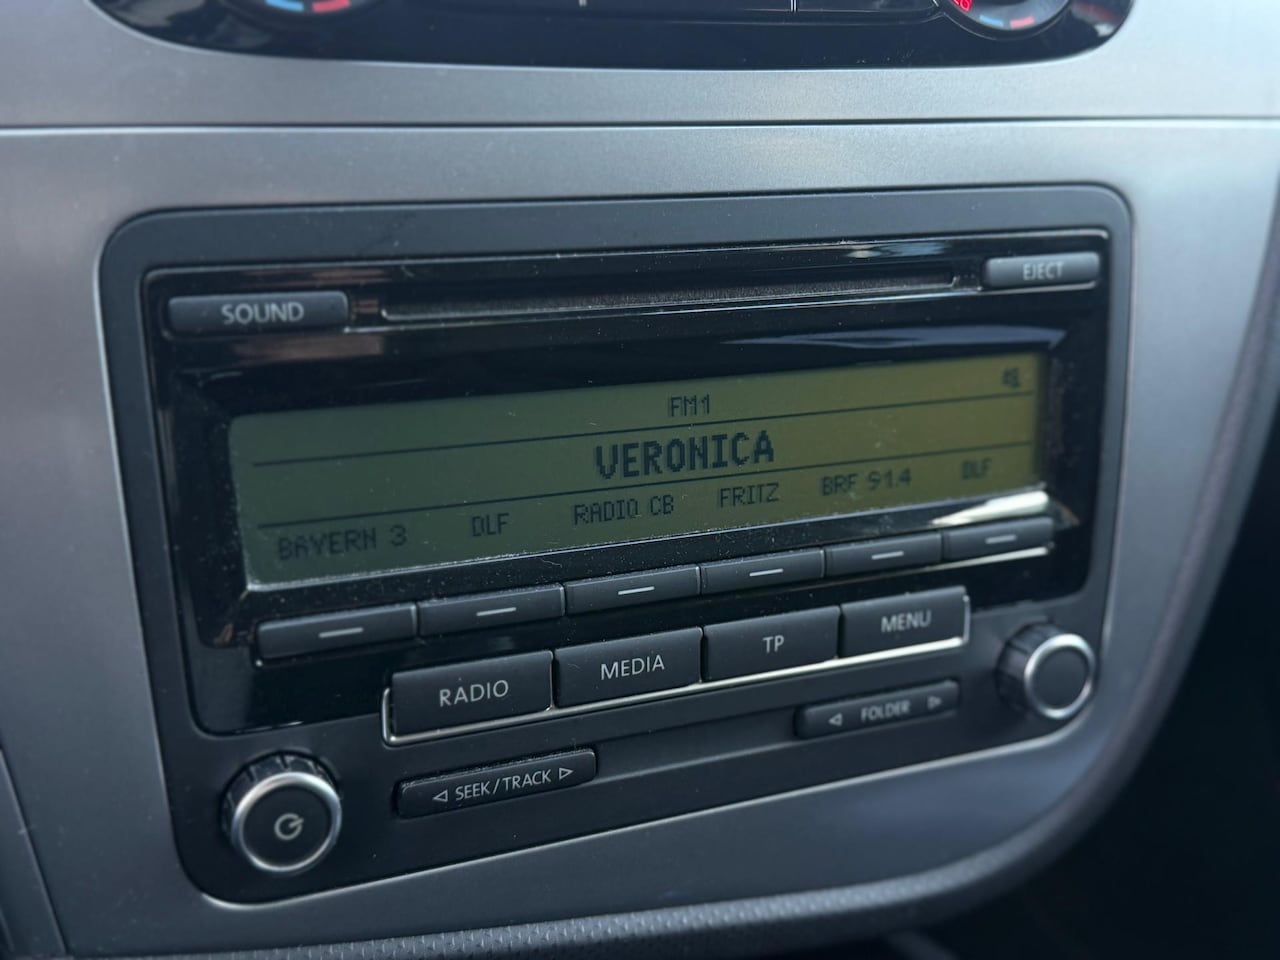 SOUND
EJECT
FM1
VERONICA
BAYERN 3 DLF RADIO CB FRITZ BRF 91.4 DLF
RADIO MEDIA TP MENU
SEEK/TRACK FOLDER